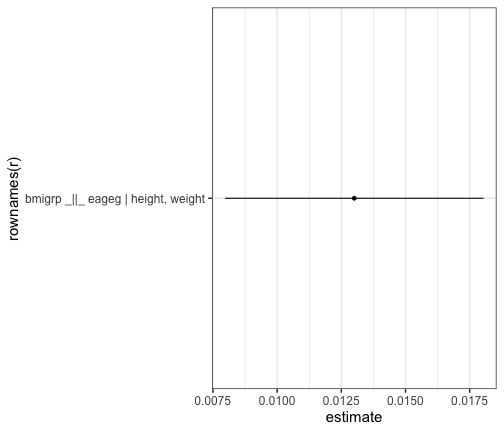 rownames(r)
bmigrp _||_ eageg | height, weight
0.0075 0.0100 0.0125 0.0150 0.0175
estimate